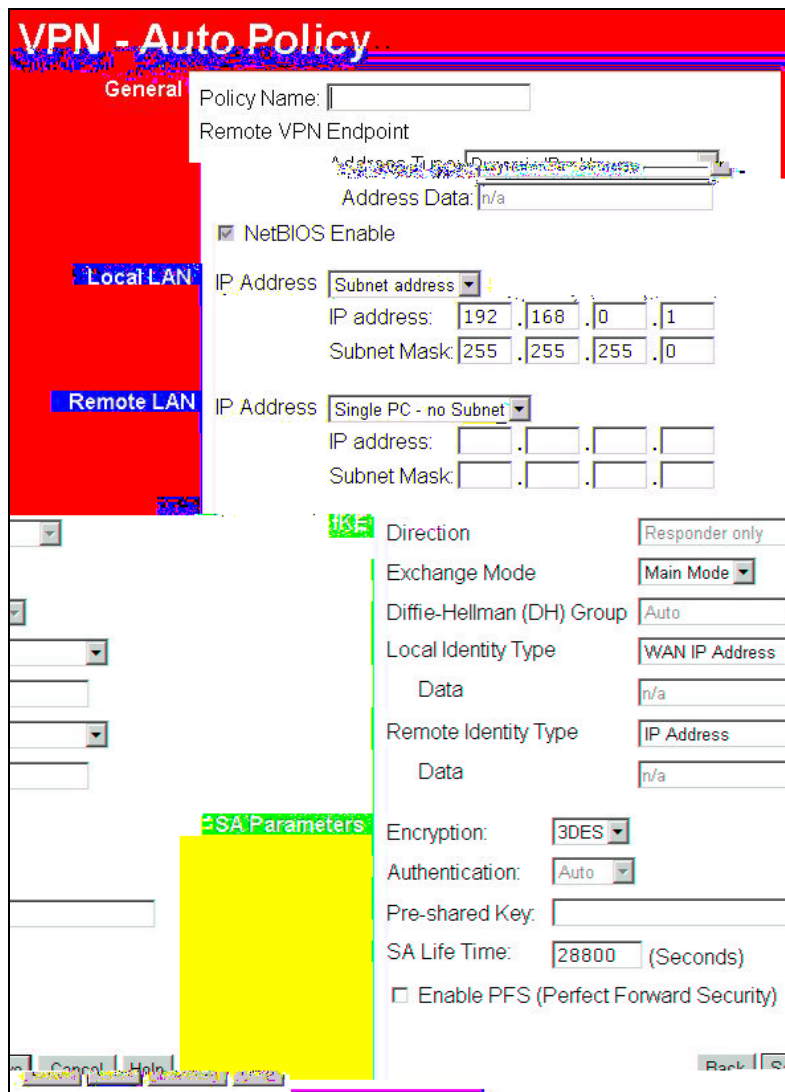 VPN - Auto Policy
General
Policy Name:
Remote VPN Endpoint
Address Data: n/a
NetBIOS Enable
Local LAN
IP Address Subnet address
IP address: 192 . 168 . 0 . 1
Subnet Mask: 255 . 255 . 255 . 0
Remote LAN
IP Address Single PC - no Subnet
IP address: . . .
Subnet Mask: . . .
IKE
Direction Responder only
Exchange Mode Main Mode
Diffie-Hellman (DH) Group Auto
Local Identity Type WAN IP Address
Data n/a
Remote Identity Type IP Address
Data n/a
SA Parameters
Encryption: 3DES
Authentication: Auto
Pre-shared Key:
SA Life Time: 28800 (Seconds)
Enable PFS (Perfect Forward Security)
Cancel Help Back